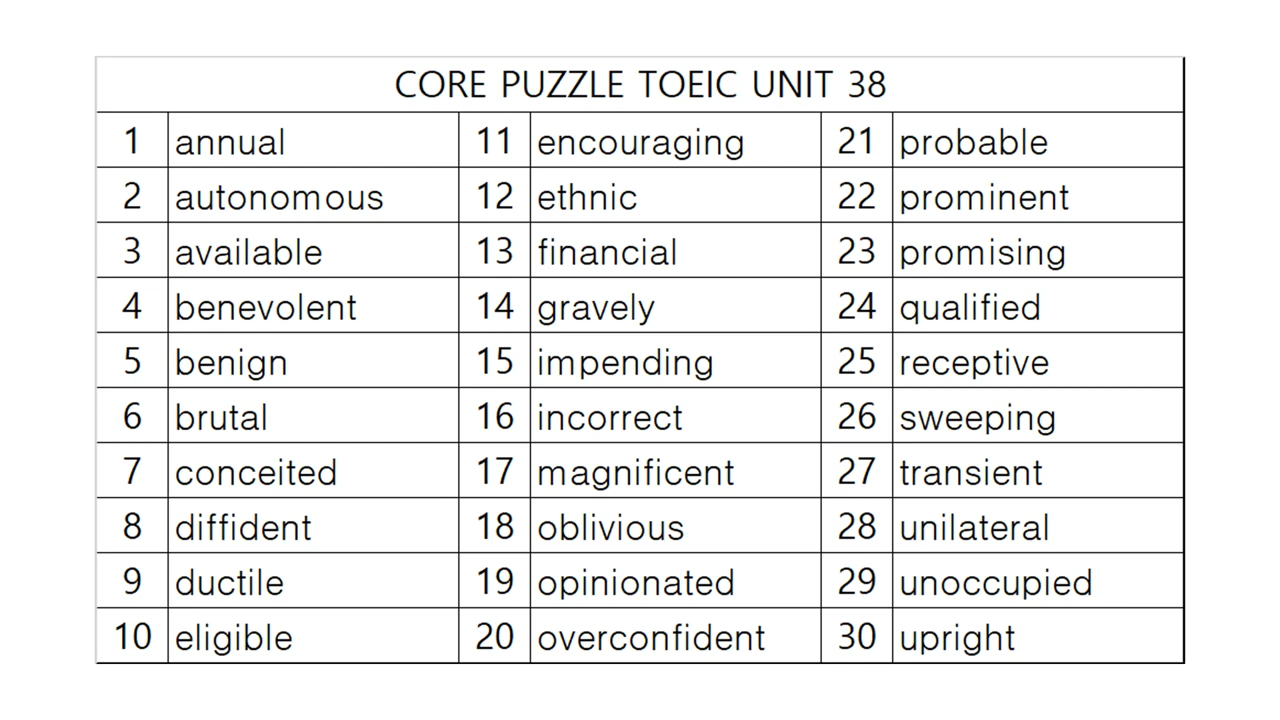 CORE PUZZLE TOEIC UNIT 38
1 annual 11 encouraging 21 probable
2 autonomous 12 ethnic 22 prominent
3 available 13 financial 23 promising
4 benevolent 14 gravely 24 qualified
5 benign 15 impending 25 receptive
6 brutal 16 incorrect 26 sweeping
7 conceited 17 magnificent 27 transient
8 diffident 18 oblivious 28 unilateral
9 ductile 19 opinionated 29 unoccupied
10 eligible 20 overconfident 30 upright